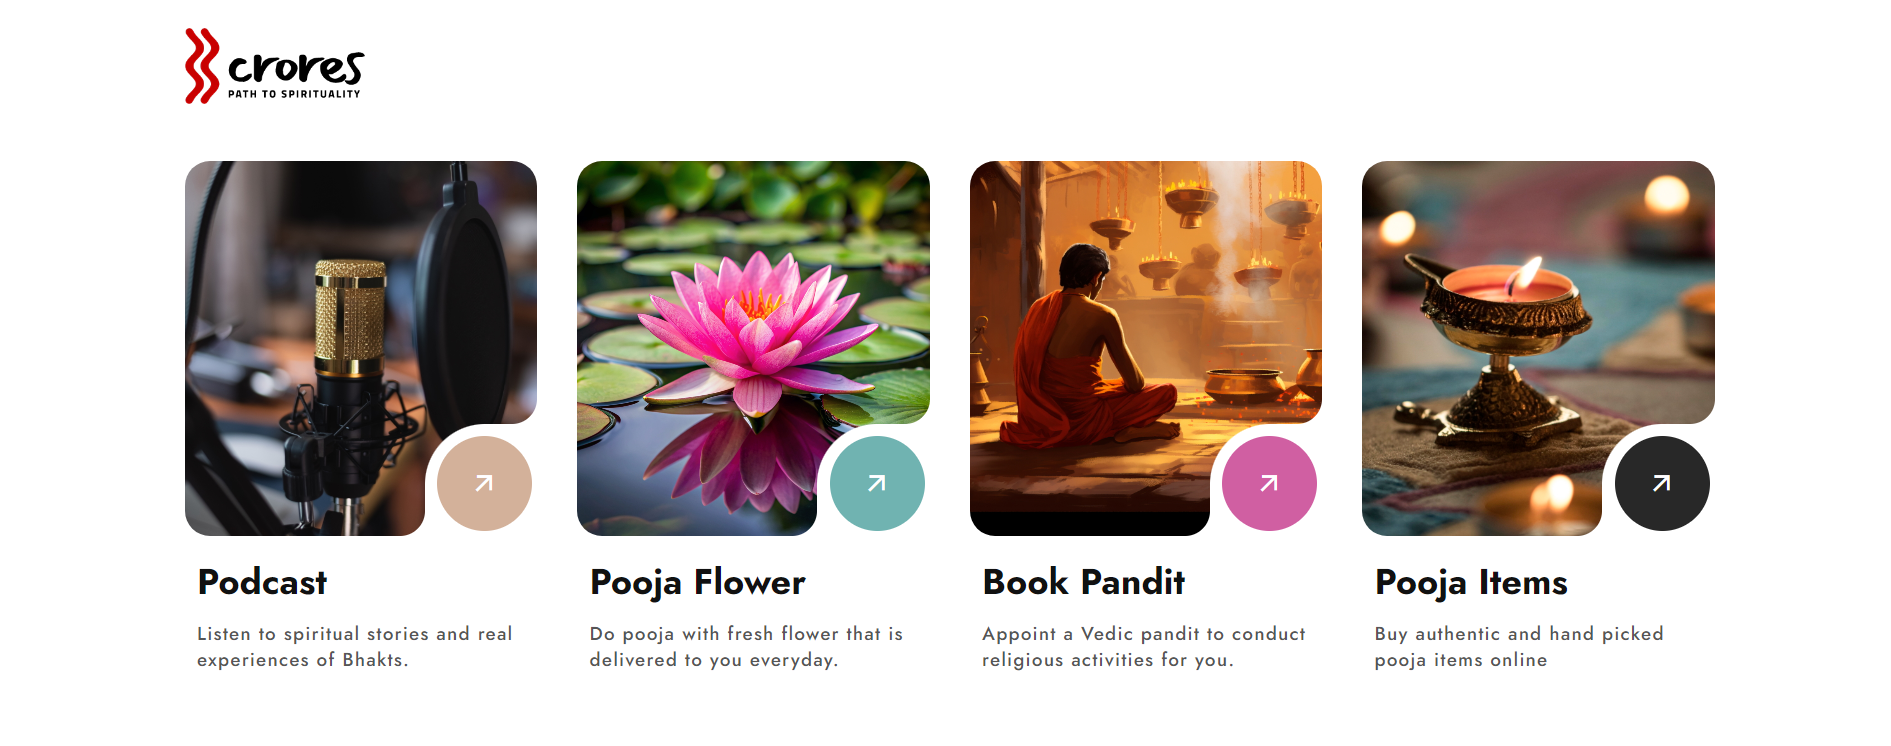 crores
PATH TO SPIRITUALITY
Podcast
Listen to spiritual stories and real
experiences of Bhakts.
Pooja Flower
Do pooja with fresh flower that is
delivered to you everyday.
Book Pandit
Appoint a Vedic pandit to conduct
religious activities for you.
Pooja Items
Buy authentic and hand picked
pooja items online